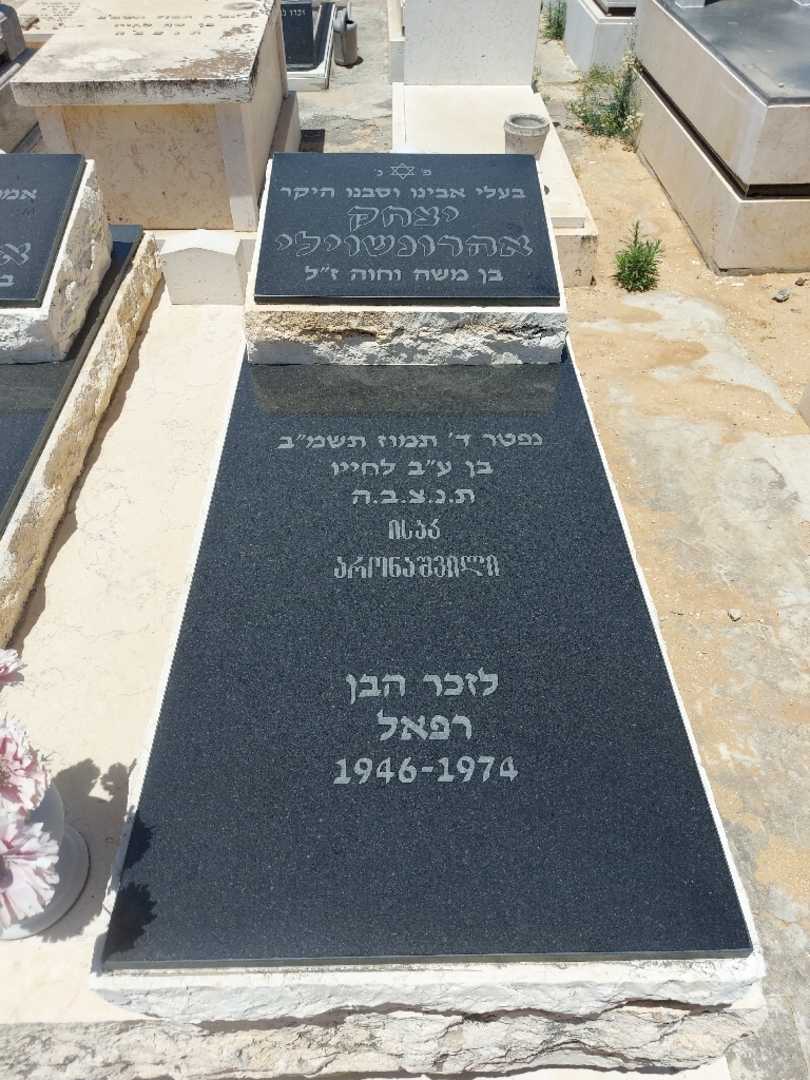 פ נ
בעלי אבינו וסבנו היקר
יצחק
אהרונשוילי
בן משה וחוה ז״ל
נפטר ד׳ תמוז תשמ״ב
בן ע״ב לחייו
ת.נ.צ.ב.ה
ისაკ
არონაშვილი
לזכר הבן
רפאל
1946-1974